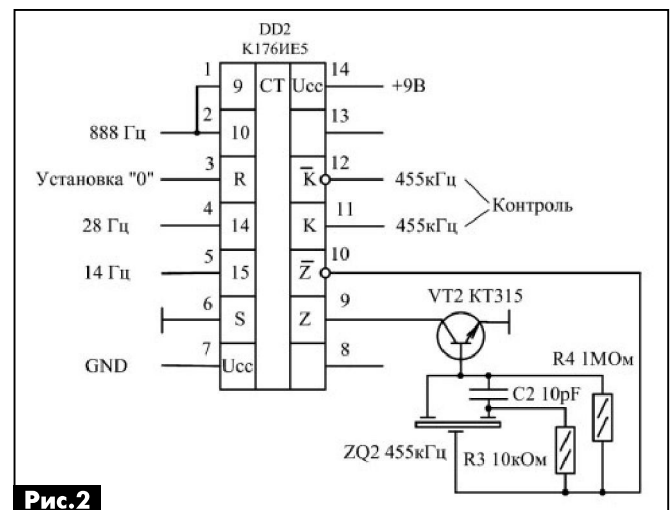 DD2
К176ИЕ5
1 9 СТ Ucc 14 +9В
888 Гц 2 10 13
Установка "0" 3 R K 12 455кГц
Контроль
28 Гц 4 14 K 11 455кГц
14 Гц 5 15 Z 10
6 S Z 9 VT2 КТ315
GND 7 Ucc 8
R4 1МОм
C2 10pF
ZQ2 455кГц R3 10кОм
Рис.2